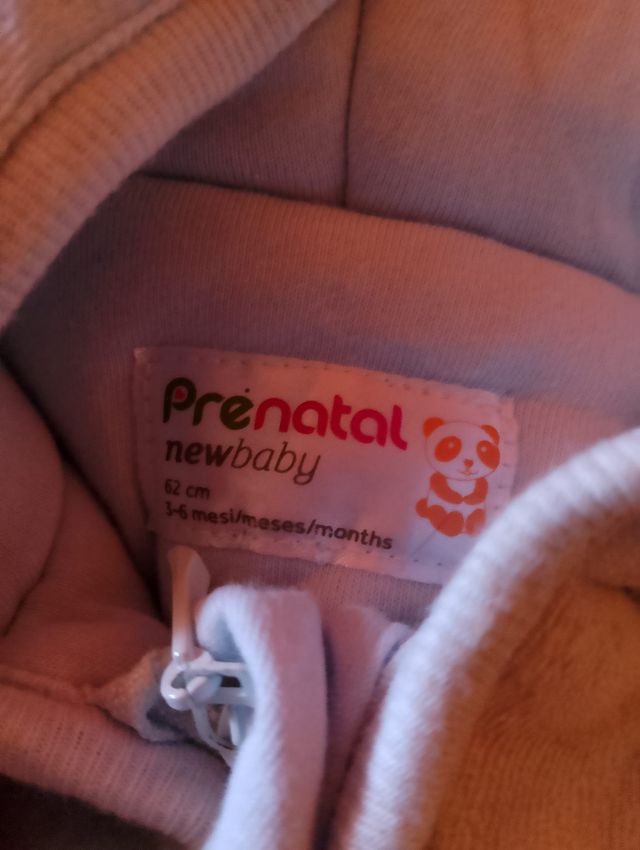 Prénatal
newbaby
62 cm
3-6 mesi/meses/months